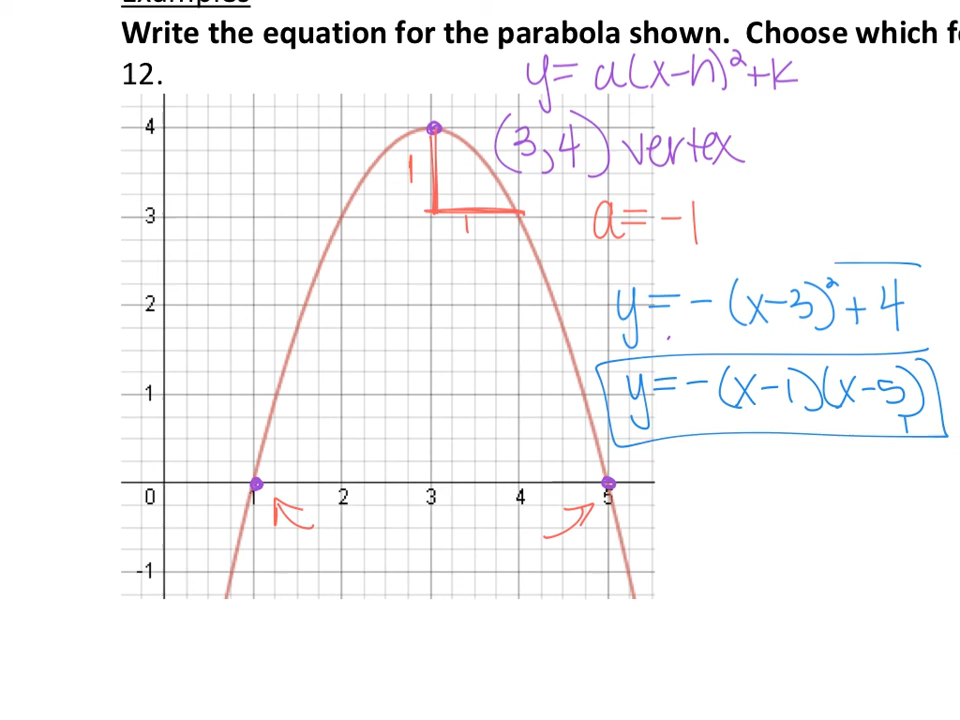 Examples
Write the equation for the parabola shown. Choose which f
12.
y = a(x-h)²+k
(3,4) vertex
a = -1
y = -(x-3)² + 4
y = -(x-1)(x-5)
1
1
4
3
2
1
0
1
2
3
4
5
-1